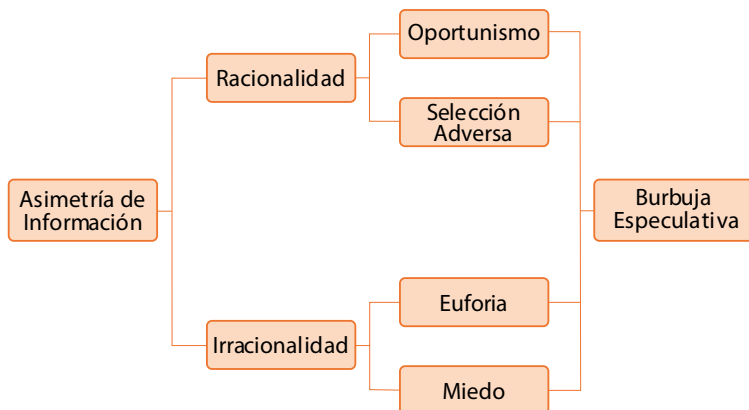 Oportunismo
Racionalidad
Selección
Adversa
Asimetría de
Información
Burbuja
Especulativa
Euforia
Irracionalidad
Miedo